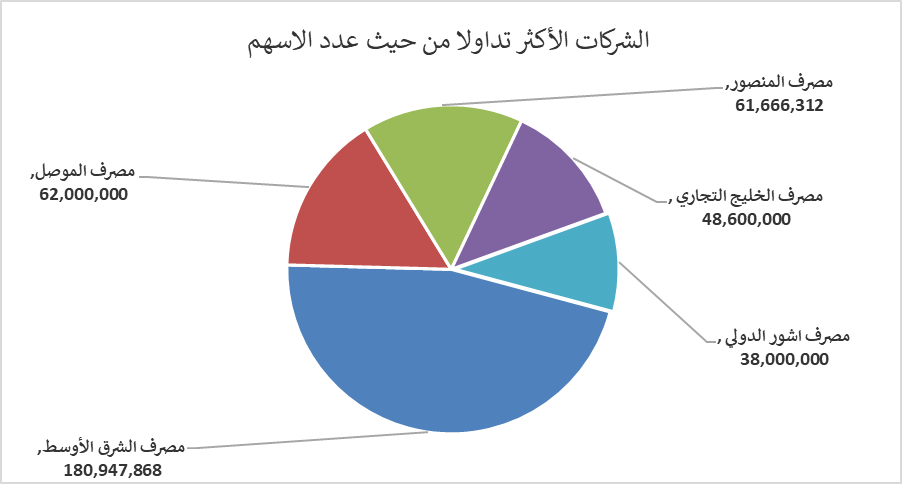 الشركات الأكثر تداولا من حيث عدد الاسهم
مصرف المنصور,
61,666,312
مصرف الموصل,
62,000,000
مصرف الخليج التجاري ,
48,600,000
مصرف اشور الدولي ,
38,000,000
مصرف الشرق الأوسط,
180,947,868